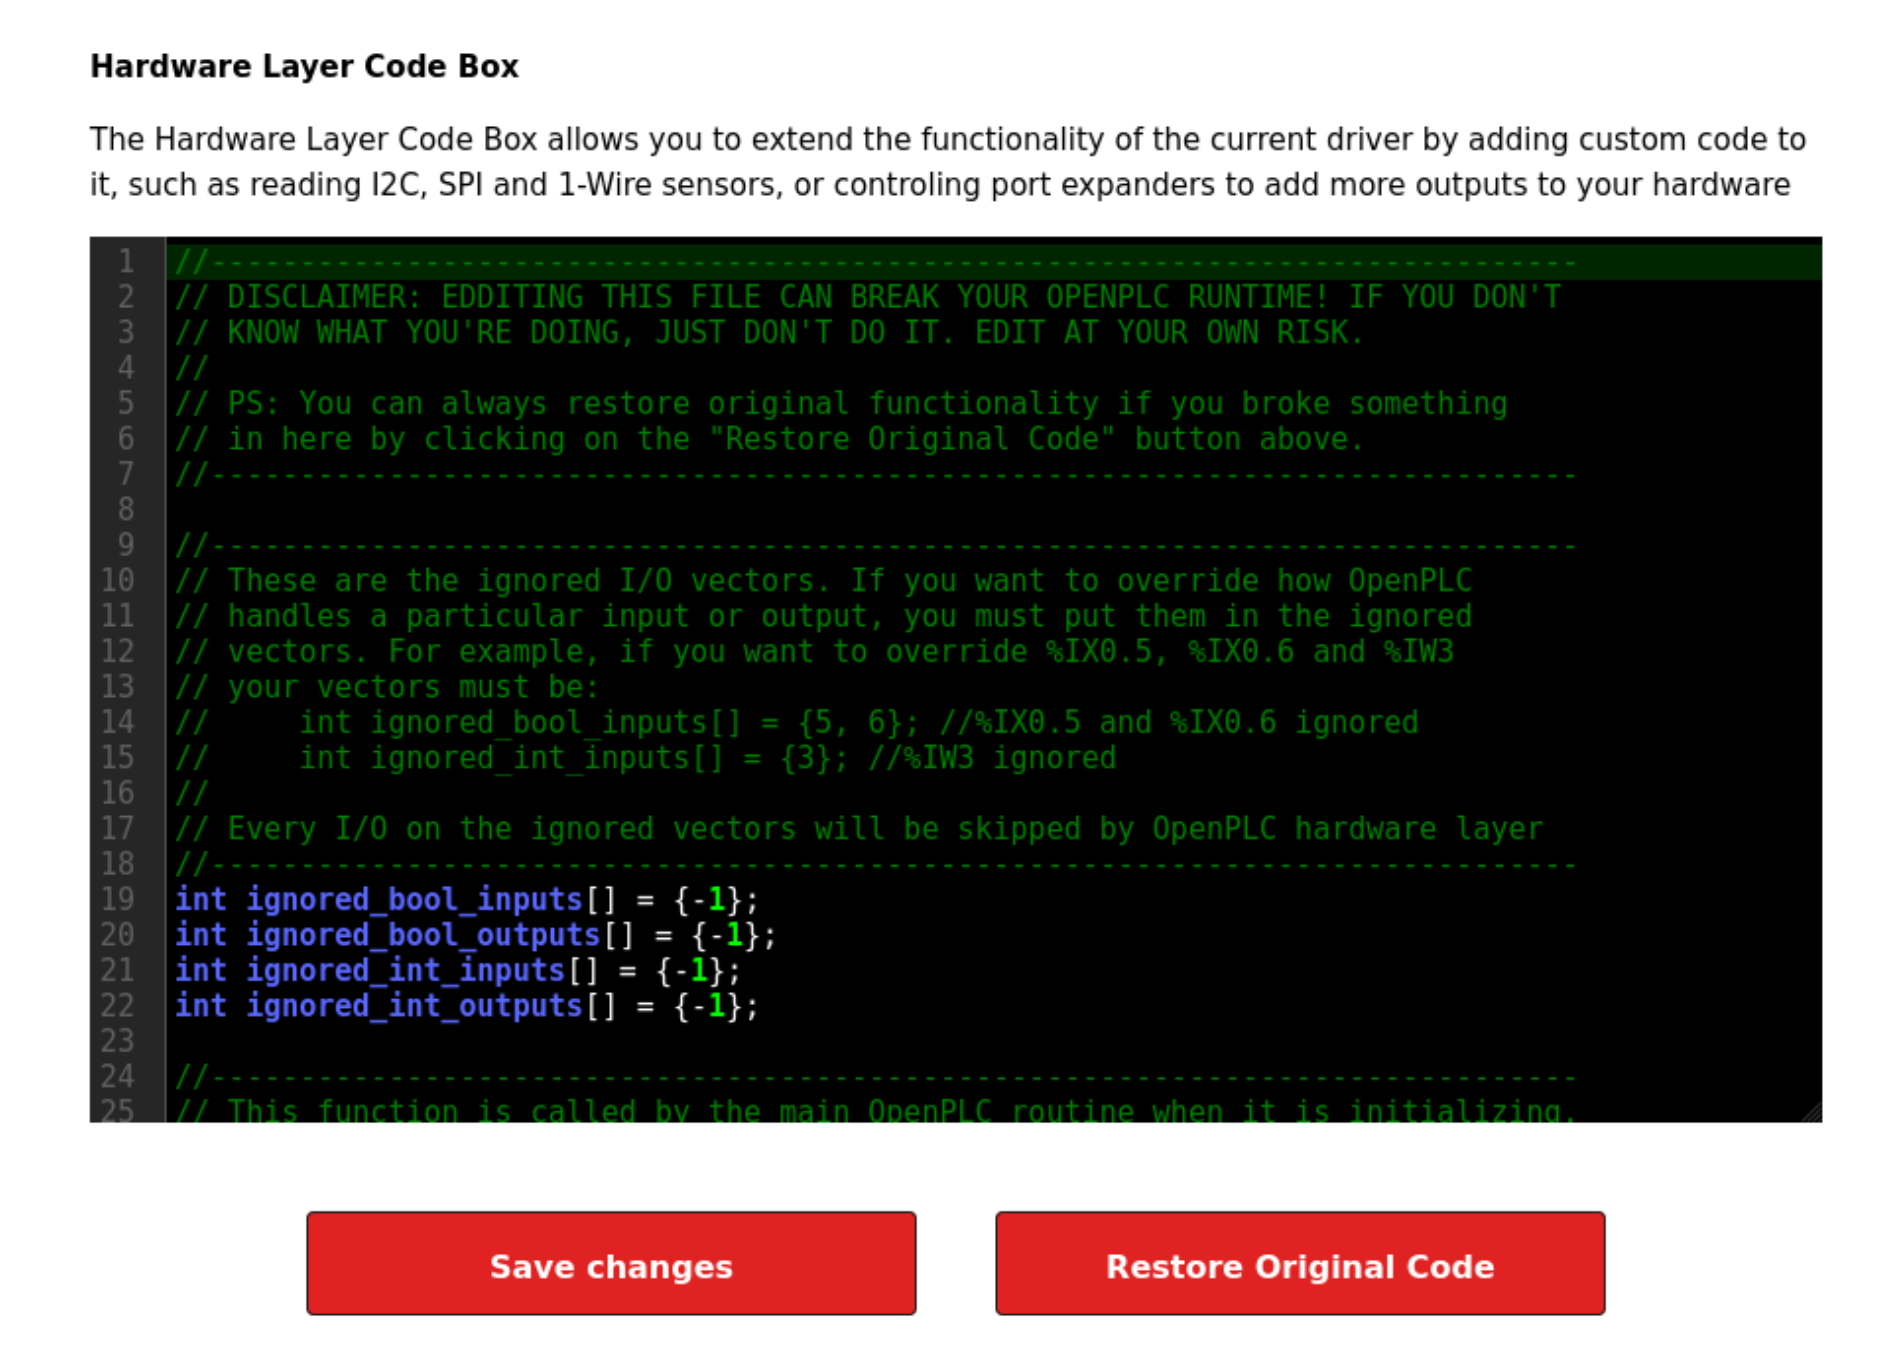 Hardware Layer Code Box
The Hardware Layer Code Box allows you to extend the functionality of the current driver by adding custom code to
it, such as reading I2C, SPI and 1-Wire sensors, or controling port expanders to add more outputs to your hardware
1 //-----------------------------------------------------------------------------
2 // DISCLAIMER: EDDITING THIS FILE CAN BREAK YOUR OPENPLC RUNTIME! IF YOU DON'T
3 // KNOW WHAT YOU'RE DOING, JUST DON'T DO IT. EDIT AT YOUR OWN RISK.
4 //
5 // PS: You can always restore original functionality if you broke something
6 // in here by clicking on the "Restore Original Code" button above.
7 //-----------------------------------------------------------------------------
8
9 //-----------------------------------------------------------------------------
10 // These are the ignored I/O vectors. If you want to override how OpenPLC
11 // handles a particular input or output, you must put them in the ignored
12 // vectors. For example, if you want to override %IX0.5, %IX0.6 and %IW3
13 // your vectors must be:
14 //     int ignored_bool_inputs[] = {5, 6}; //%IX0.5 and %IX0.6 ignored
15 //     int ignored_int_inputs[] = {3}; //%IW3 ignored
16 //
17 // Every I/O on the ignored vectors will be skipped by OpenPLC hardware layer
18 //-----------------------------------------------------------------------------
19 int ignored_bool_inputs[] = {-1};
20 int ignored_bool_outputs[] = {-1};
21 int ignored_int_inputs[] = {-1};
22 int ignored_int_outputs[] = {-1};
23
24 //-----------------------------------------------------------------------------
25 // This function is called by the main OpenPLC routine when it is initializing.
Save changes
Restore Original Code